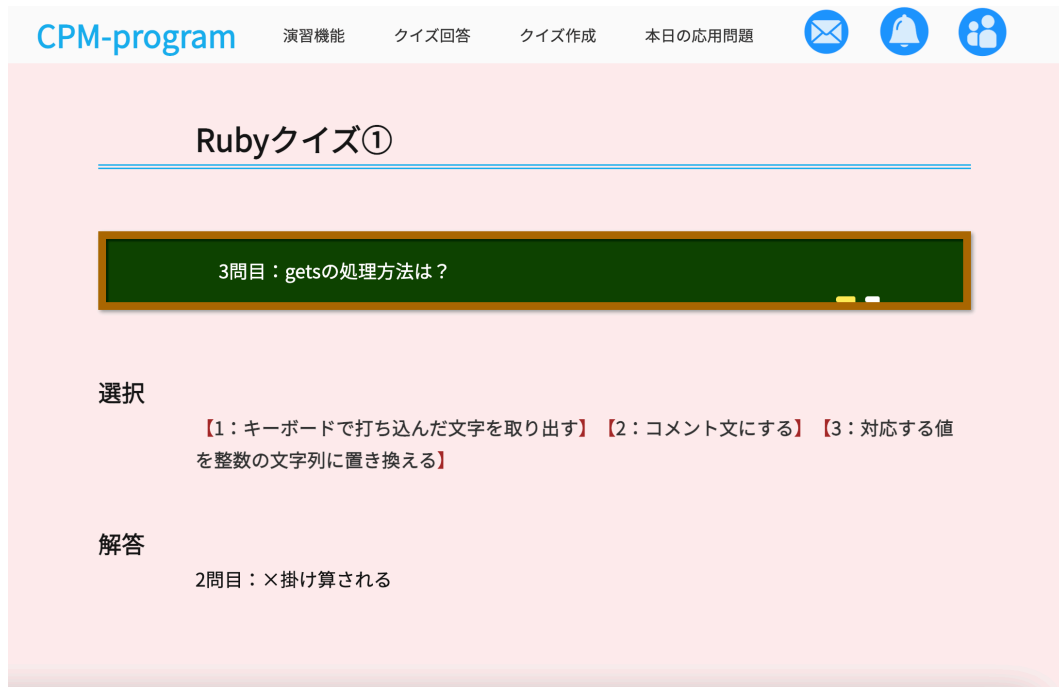 CPM-program 演習機能 クイズ回答 クイズ作成 本日の応用問題
Rubyクイズ①
3問目：getsの処理方法は？
選択
【1：キーボードで打ち込んだ文字を取り出す】【2：コメント文にする】【3：対応する値
を整数の文字列に置き換える】
解答
2問目：×掛け算される